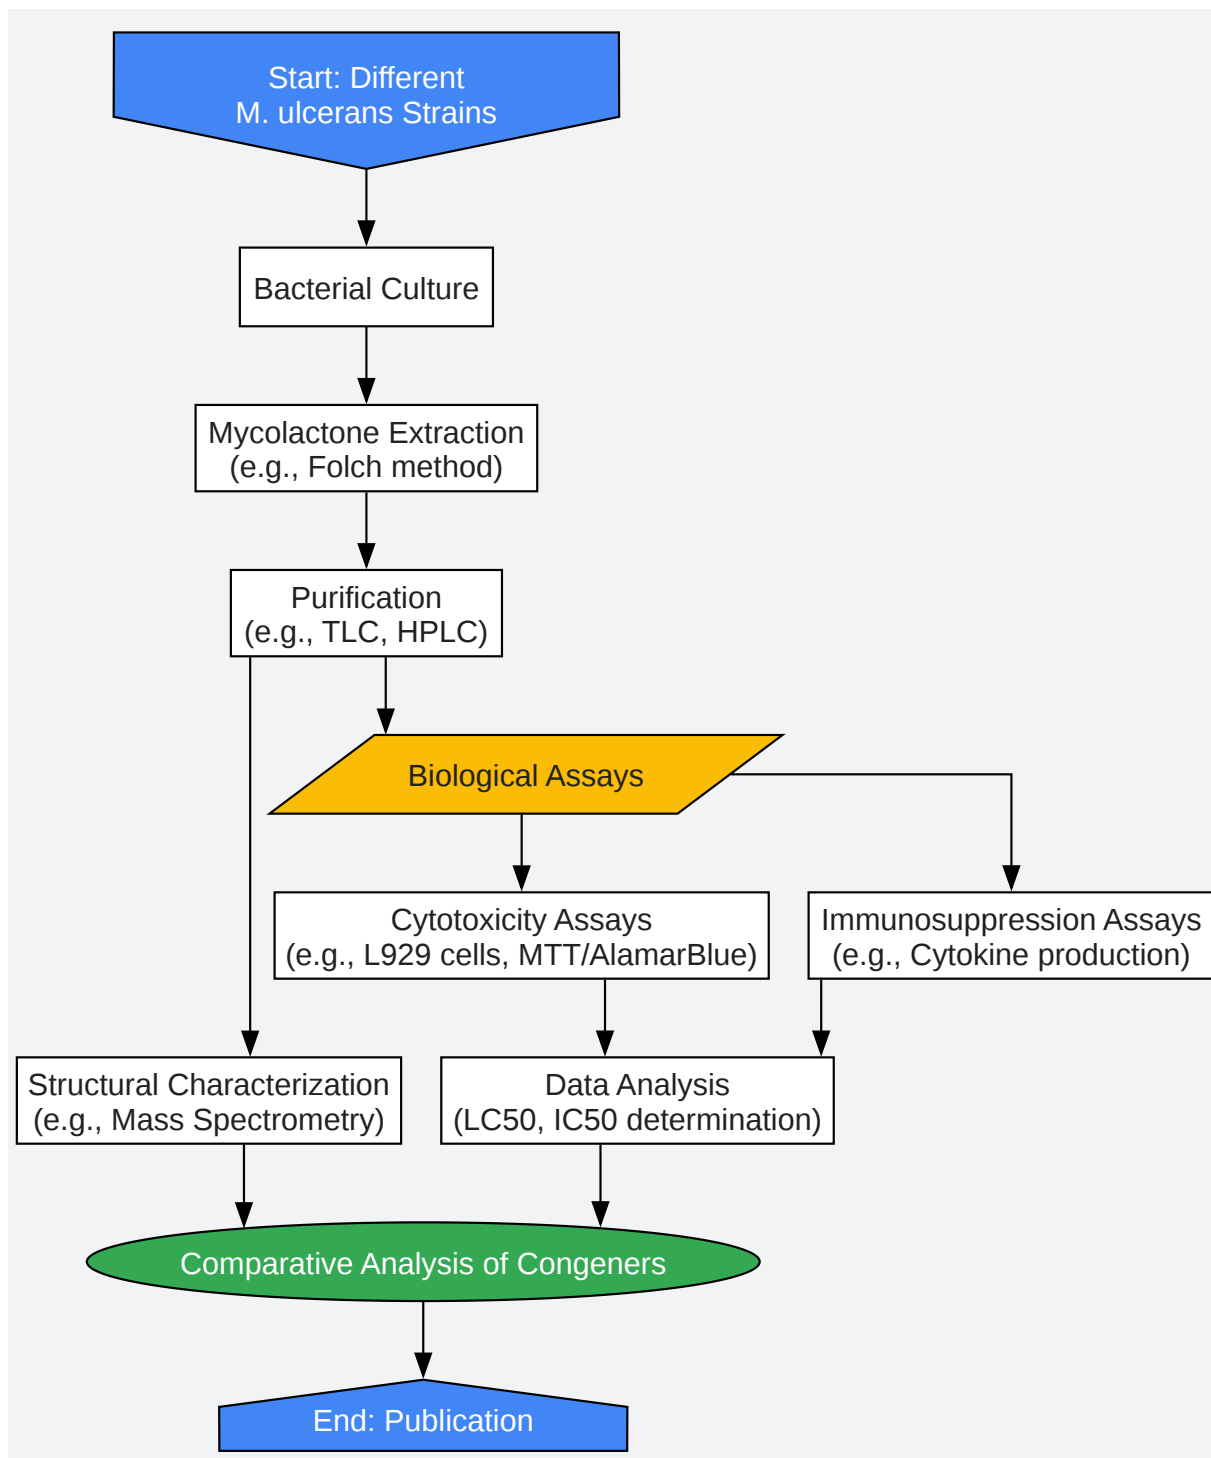 Start: Different
M. ulcerans Strains
Bacterial Culture
Mycolactone Extraction
(e.g., Folch method)
Purification
(e.g., TLC, HPLC)
Biological Assays
Cytotoxicity Assays
(e.g., L929 cells, MTT/AlamarBlue)
Immunosuppression Assays
(e.g., Cytokine production)
Structural Characterization
(e.g., Mass Spectrometry)
Data Analysis
(LC50, IC50 determination)
Comparative Analysis of Congeners
End: Publication